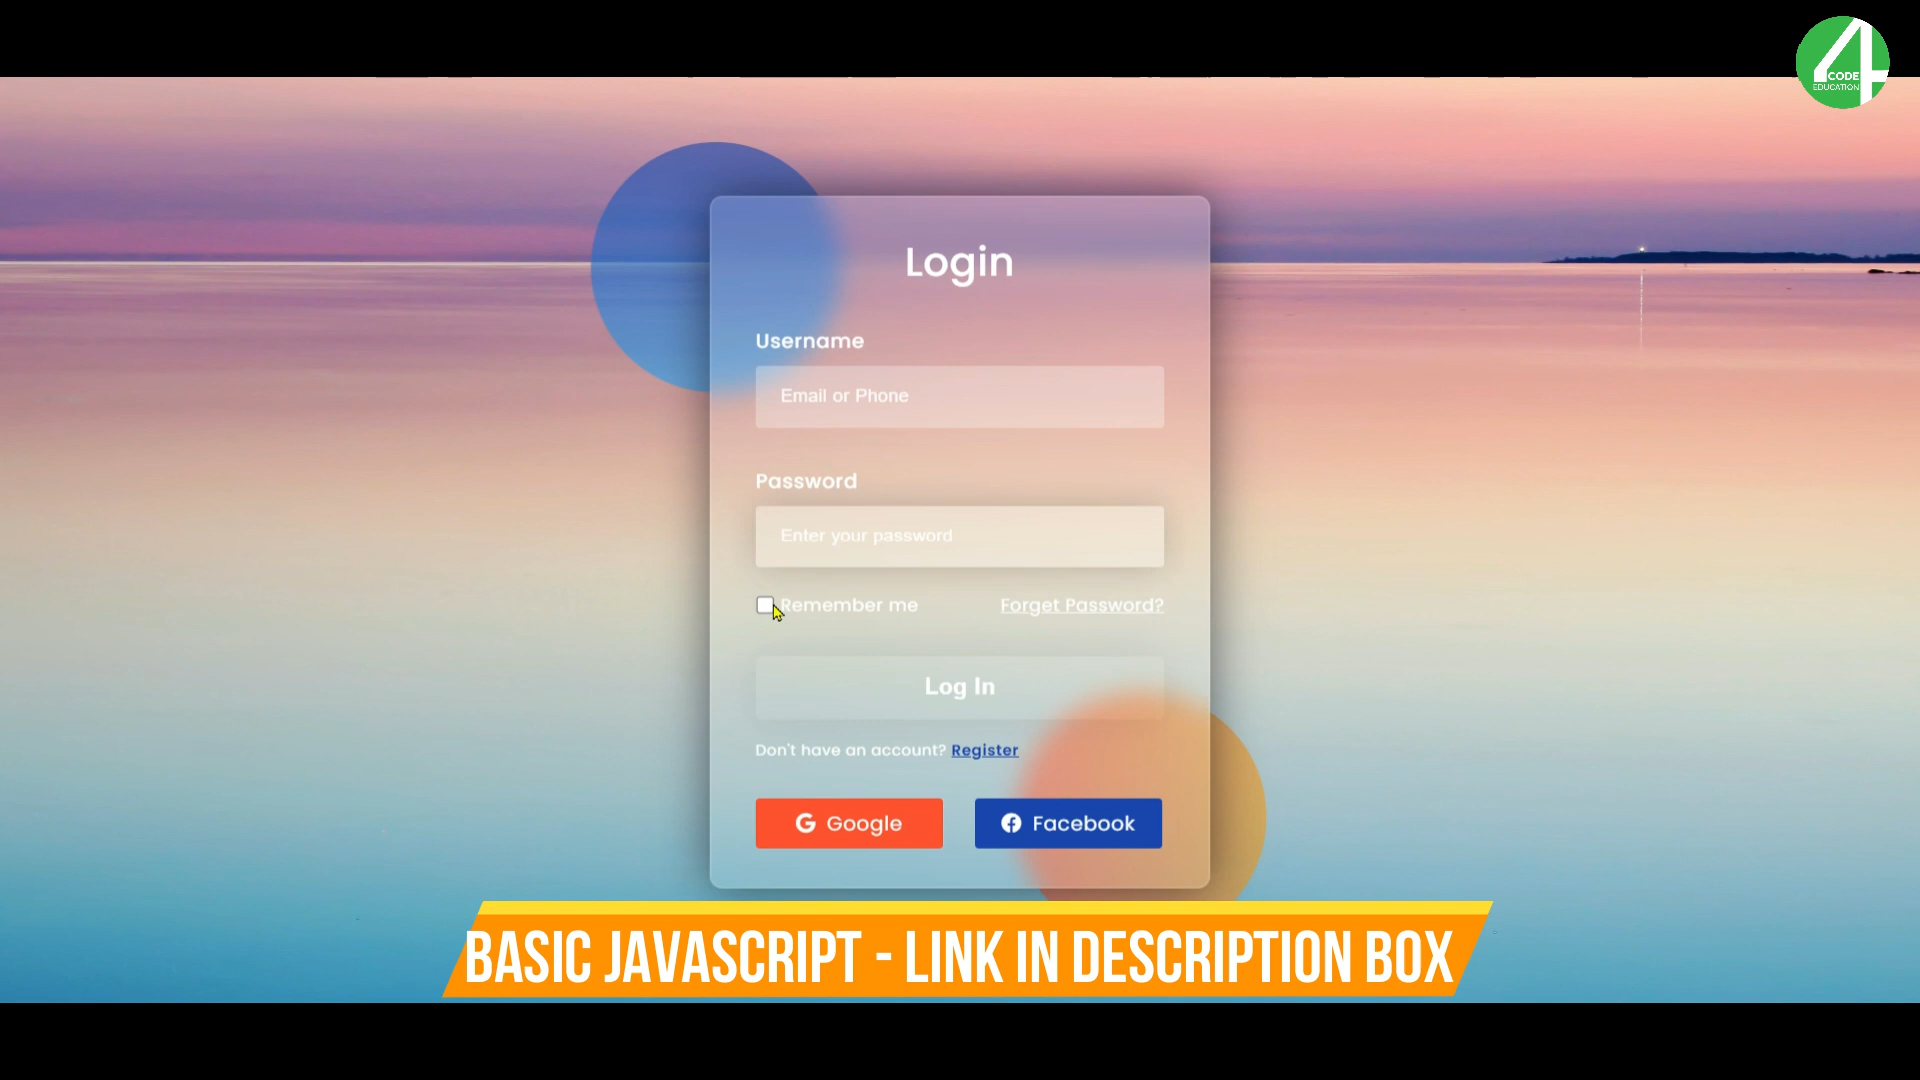 CODE
EDUCATION
Login
Username
Email or Phone
Password
Enter your password
Remember me Forget Password?
Log In
Don't have an account? Register
Google Facebook
BASIC JAVASCRIPT - LINK IN DESCRIPTION BOX